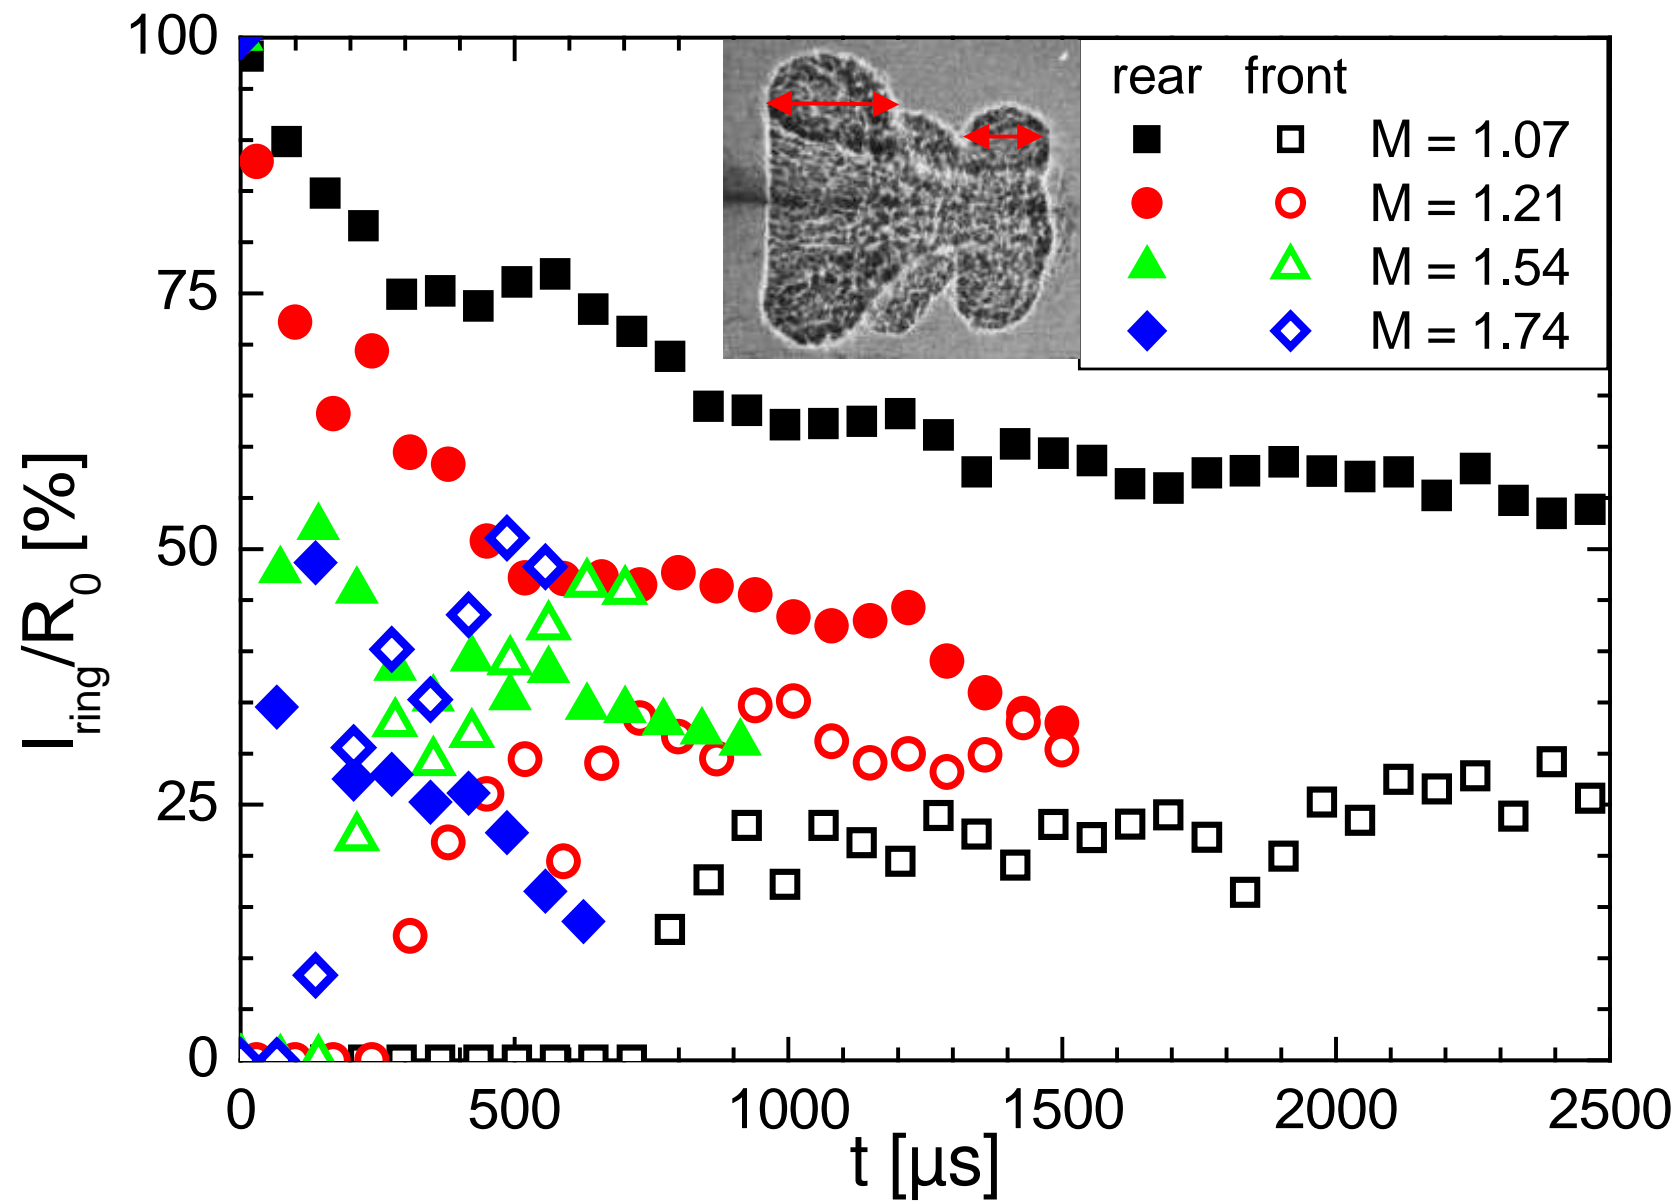 100
75
50
25
0
0 500 1000 1500 2000 2500
t [µs]
l_ring/R_0 [%]
rear front
M = 1.07
M = 1.21
M = 1.54
M = 1.74